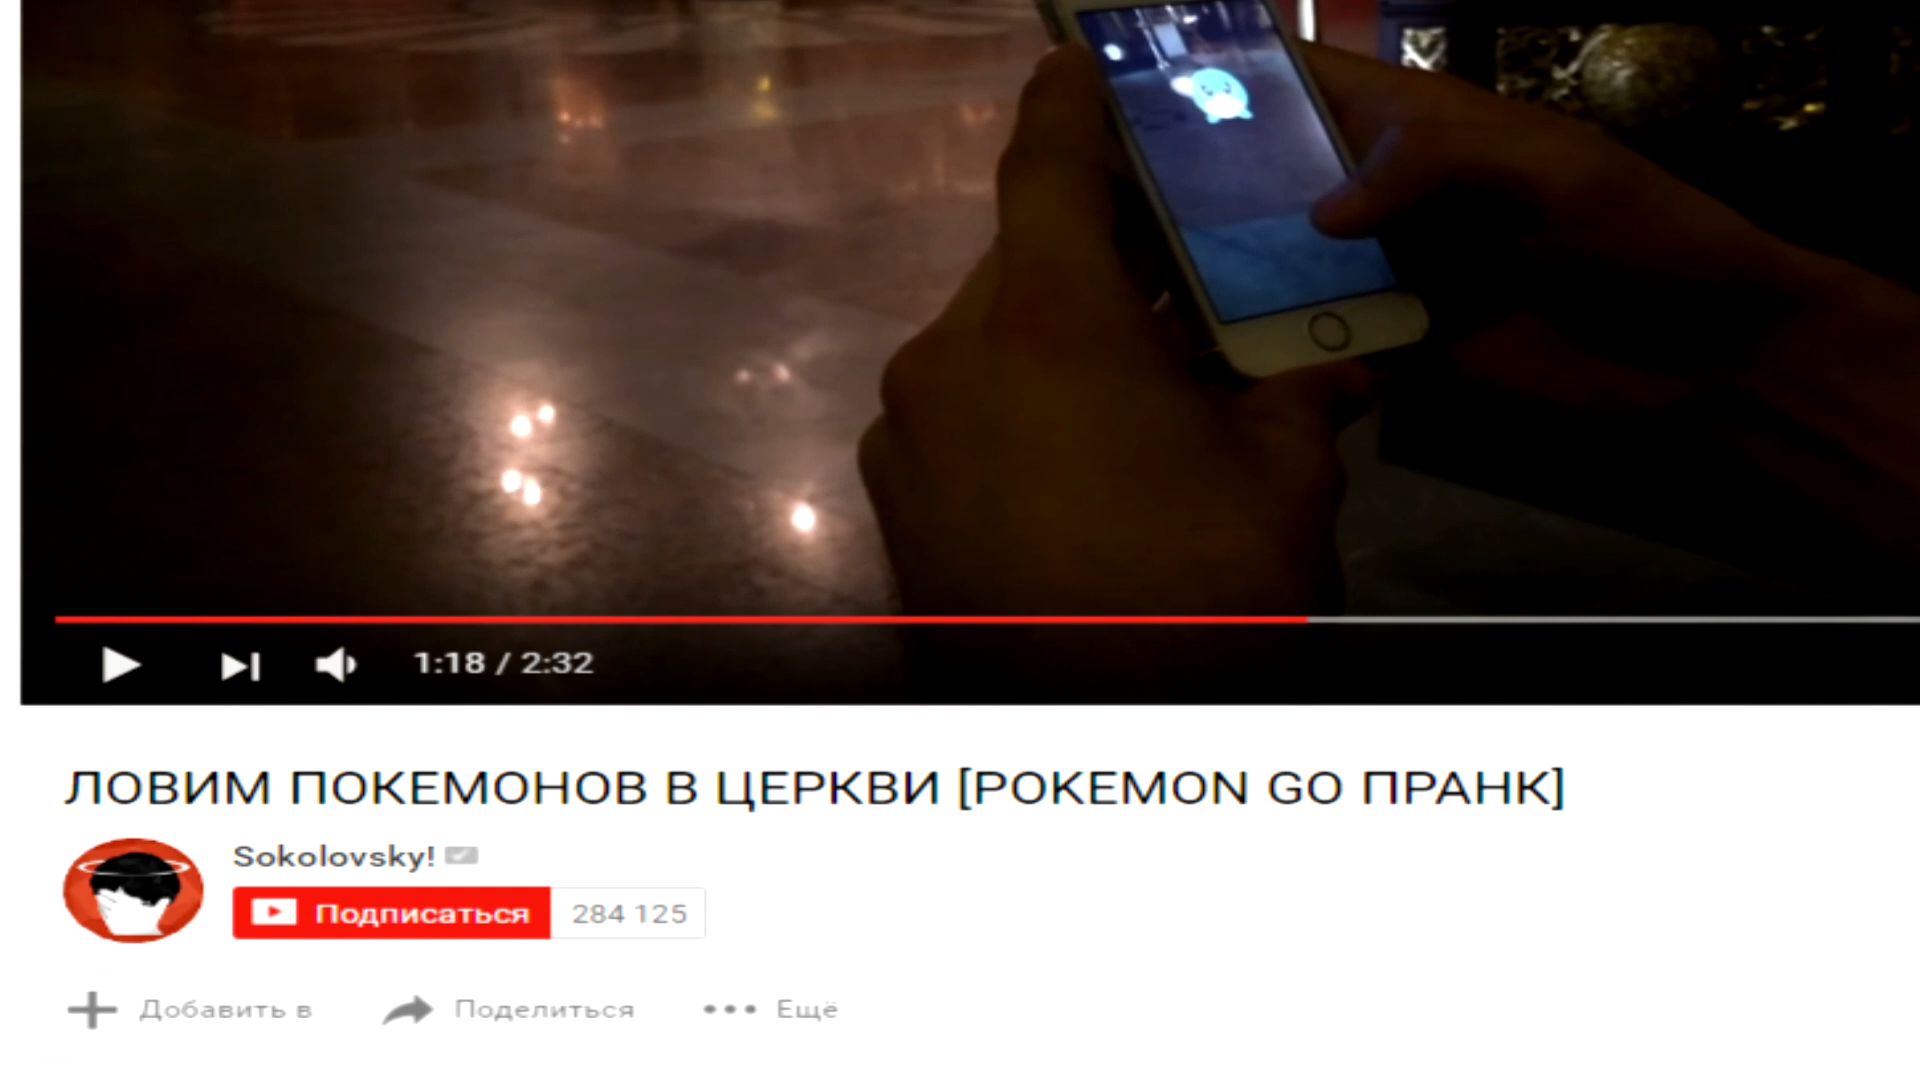 1:18 / 2:32
ЛОВИМ ПОКЕМОНОВ В ЦЕРКВИ [POKEMON GO ПРАНК]
Sokolovsky!
Подписаться 284 125
Добавить в Поделиться Ещё